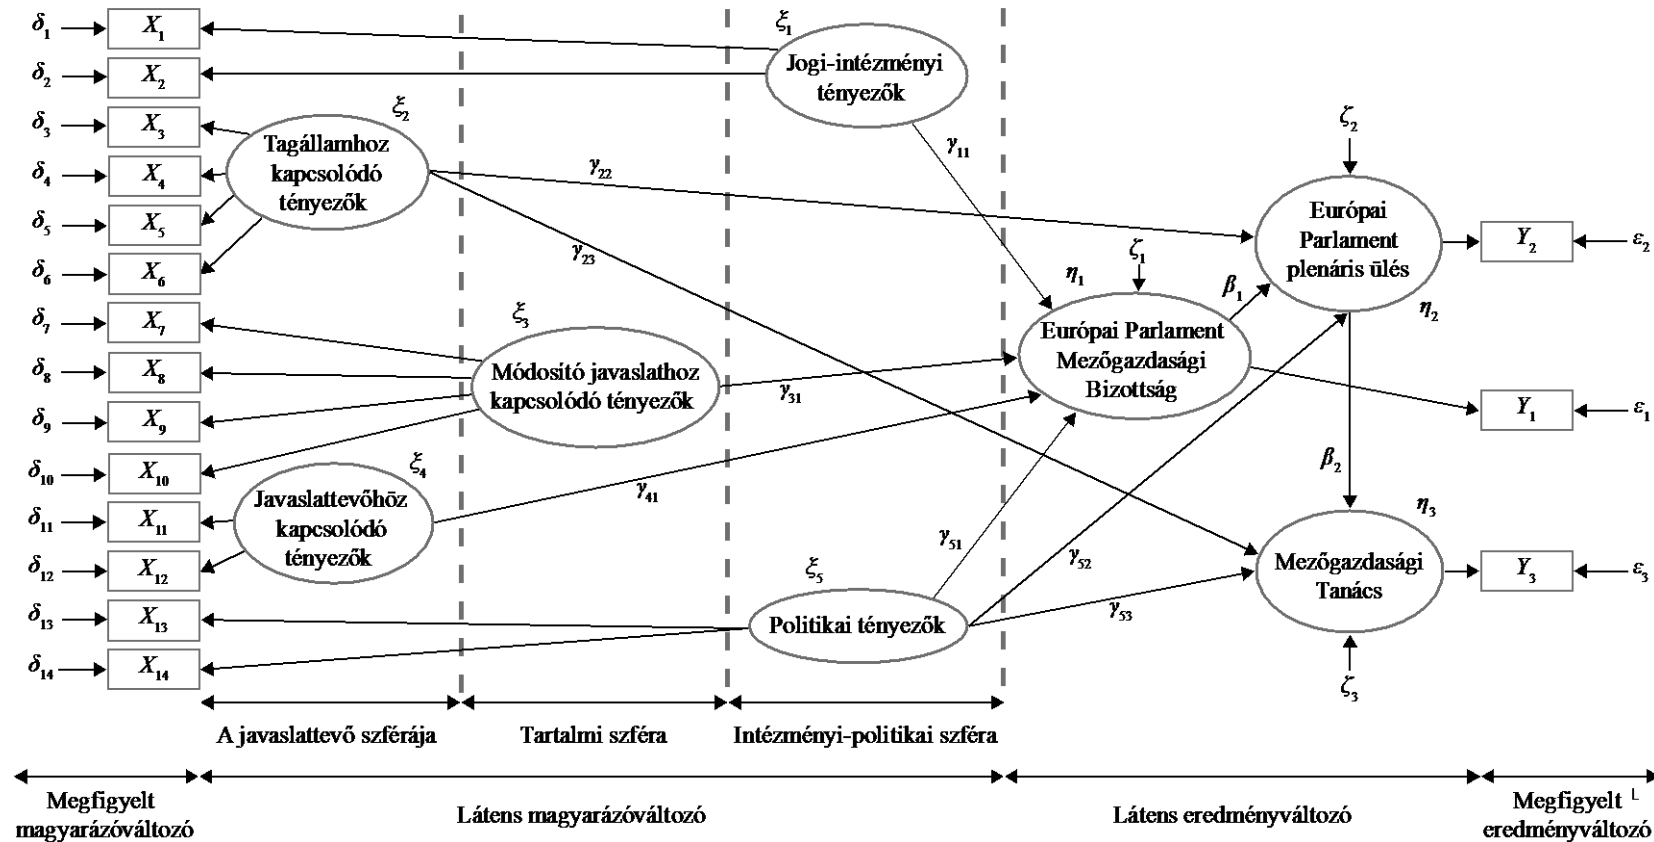 δ1 X1
δ2 X2
δ3 X3
δ4 X4
δ5 X5
δ6 X6
δ7 X7
δ8 X8
δ9 X9
δ10 X10
δ11 X11
δ12 X12
δ13 X13
δ14 X14
ξ1
Jogi-intézményi
tényezők
ξ2
Tagállamhoz
kapcsolódó
tényezők
ξ3
Módosító javaslathoz
kapcsolódó tényezők
ξ4
Javaslattevőhöz
kapcsolódó
tényezők
ξ5
Politikai tényezők
γ11
γ22
γ23
γ31
γ41
γ51
γ52
γ53
ζ1
η1
Európai Parlament
Mezőgazdasági
Bizottság
β1
ζ2
Európai
Parlament
plenáris ülés
η2
β2
η3
Mezőgazdasági
Tanács
ζ3
Y2 ε2
Y1 ε1
Y3 ε3
A javaslattevő szférája
Tartalmi szféra
Intézményi-politikai szféra
Megfigyelt
magyarázóváltozó
Látens magyarázóváltozó
Látens eredményváltozó
Megfigyelt
eredményváltozó